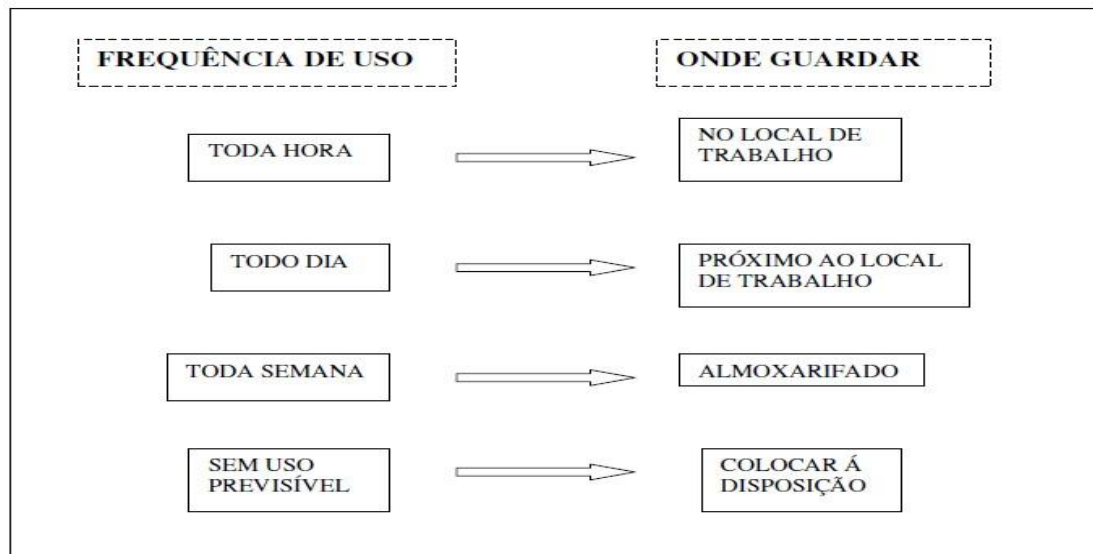 FREQUÊNCIA DE USO
ONDE GUARDAR
TODA HORA
NO LOCAL DE
TRABALHO
TODO DIA
PRÓXIMO AO LOCAL
DE TRABALHO
TODA SEMANA
ALMOXARIFADO
SEM USO
PREVISÍVEL
COLOCAR Á
DISPOSIÇÃO